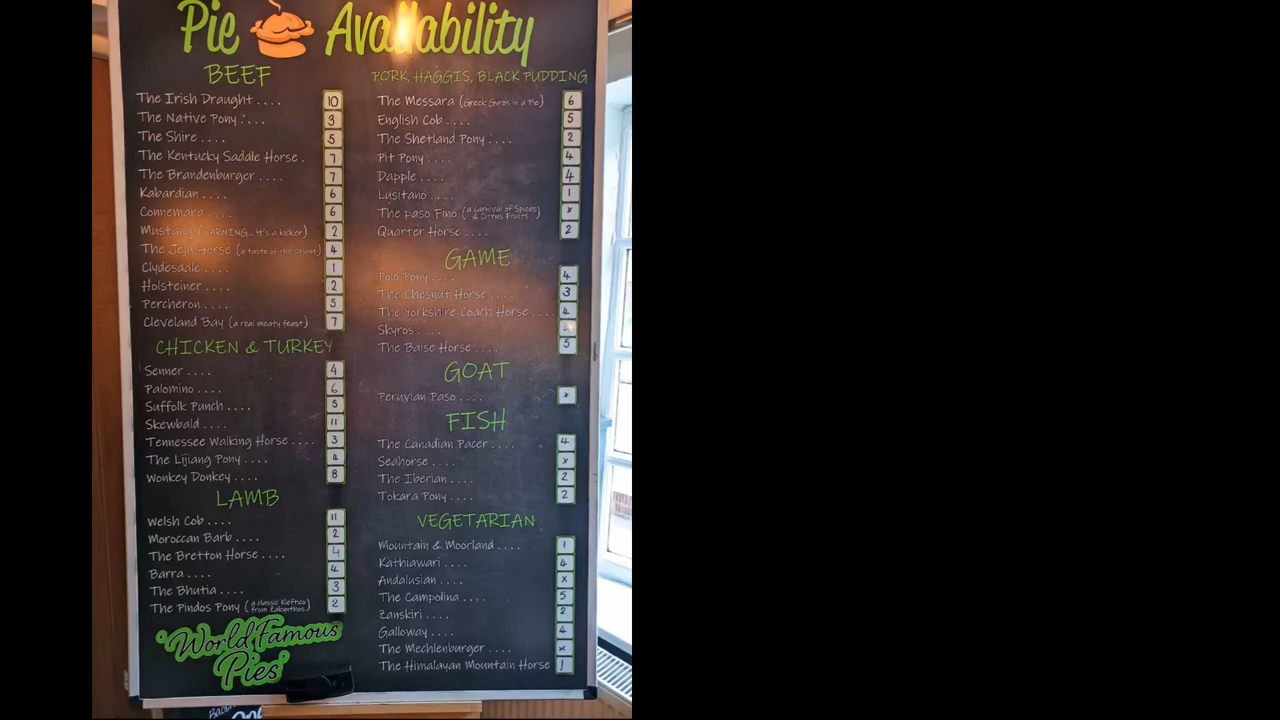 Pie Availability
BEEF
The Irish Draught .... 10
The Native Pony .... 3
The Shire .... 5
The Kentucky Saddle Horse . 7
The Brandenburger .... 7
Kabardian .... 6
Connemara .... 6
Mustang (WARNING... It's a kicker) 2
The Jeju Horse (a taste of the Orient) 4
Clydesdale .... 1
Holsteiner .... 2
Percheron .... 5
Cleveland Bay (a real meaty feast) 7
CHICKEN & TURKEY
Senner .... 4
Palomino .... 6
Suffolk Punch .... 5
Skewbald .... 11
Tennessee Walking Horse .... 3
The Lijiang Pony .... 4
Wonkey Donkey .... 8
LAMB
Welsh Cob .... 11
Moroccan Barb .... 2
The Bretton Horse .... 4
Barra .... 4
The Bhutia .... 3
The Pindos Pony (a classic Kleftico from Zakynthos) 2
'World Famous
Pies'
PORK, HAGGIS, BLACK PUDDING
The Messara (Greek Gyros in a Pie) 6
English Cob .... 5
The Shetland Pony .... 2
Pit Pony .... 4
Dapple .... 4
Lusitano .... 1
The paso Fino (a carnival of Spices & Citrus Fruits) x
Quarter Horse .... 2
GAME
Polo Pony .... 4
The Chesnut Horse .... 3
The Yorkshire Coach Horse .... 4
Skyros ....
The Baise Horse .... 5
GOAT
Peruvian Paso .... x
FISH
The Canadian Pacer .... 4
Seahorse .... x
The Iberian .... 2
Tokara Pony .... 2
VEGETARIAN
Mountain & Moorland .... 1
Kathiawari .... 4
Andalusian .... x
The Campolina .... 5
Zanskiri .... 2
Galloway .... 4
The Mechlenburger .... x
The Himalayan Mountain Horse 1